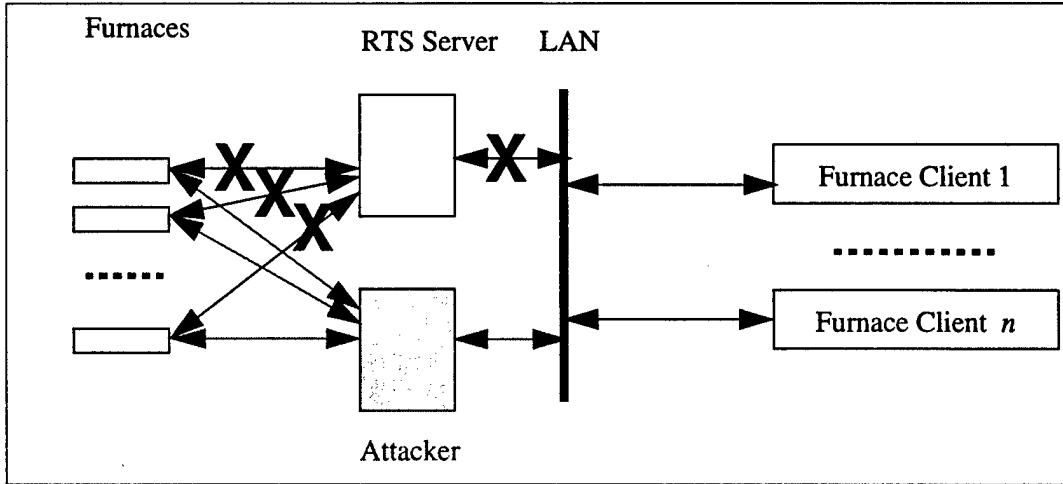 Furnaces
RTS Server
LAN
X
X
X
X
Furnace Client 1
Furnace Client n
Attacker